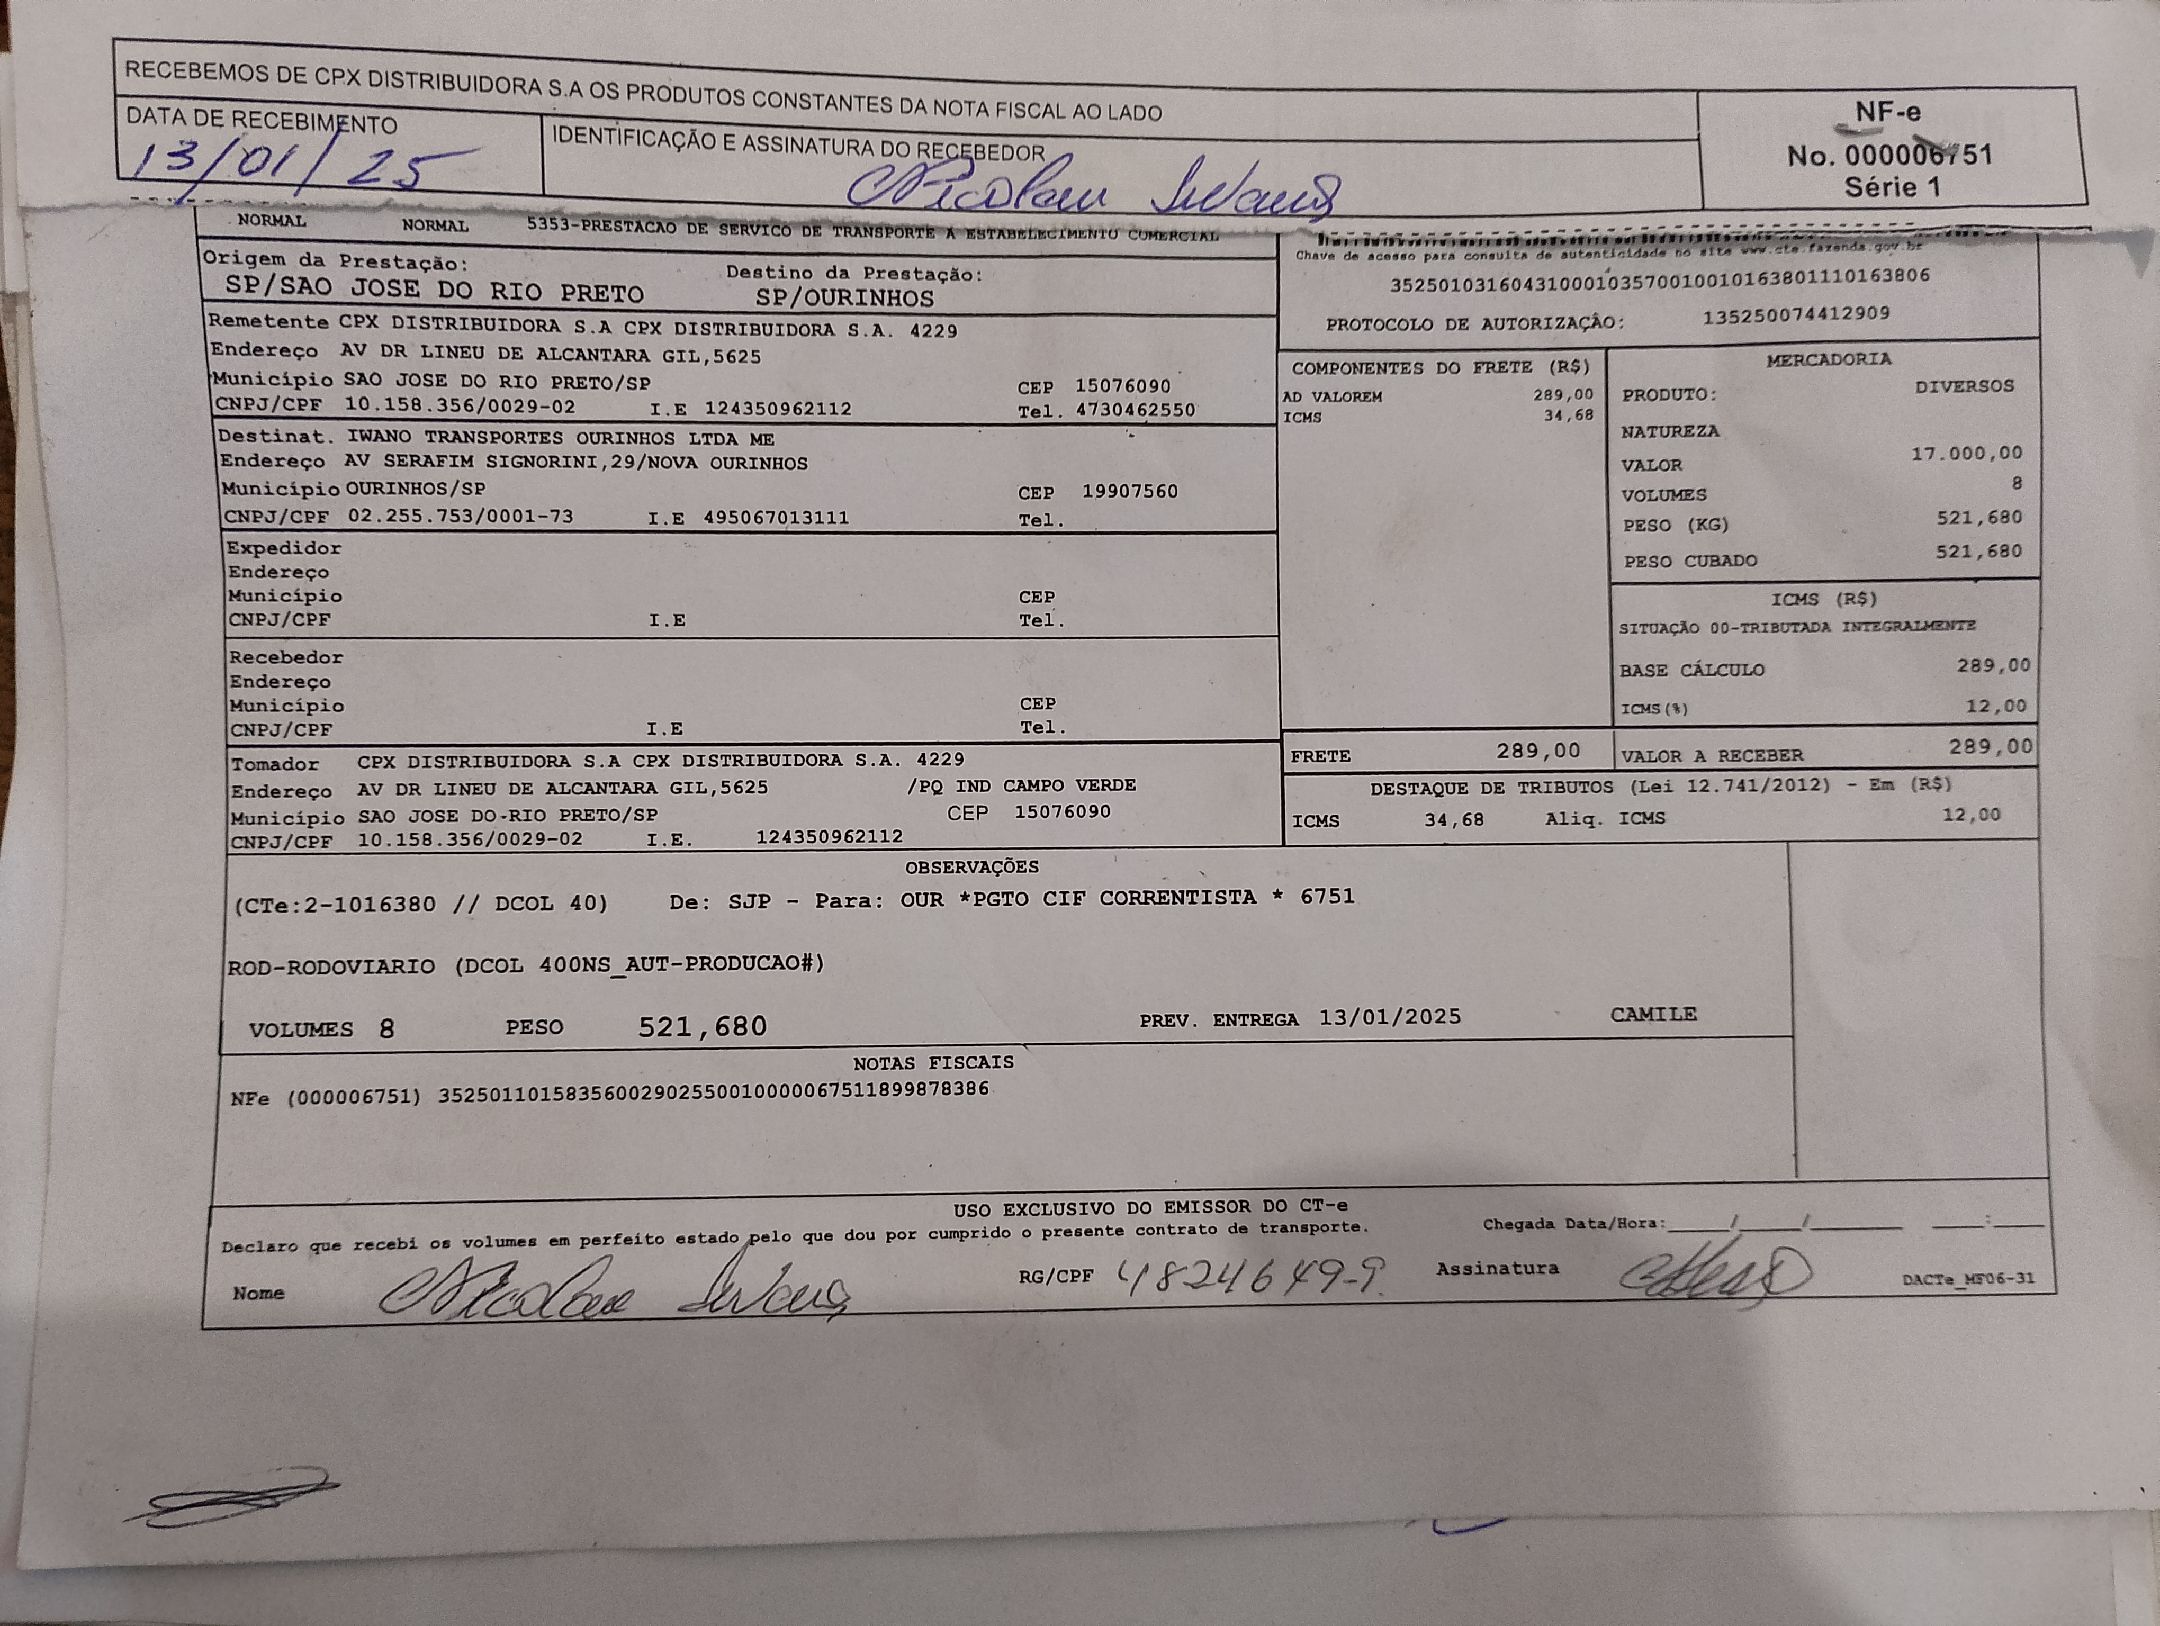 RECEBEMOS DE CPX DISTRIBUIDORA S.A OS PRODUTOS CONSTANTES DA NOTA FISCAL AO LADO
DATA DE RECEBIMENTO
13/01/25
IDENTIFICAÇÃO E ASSINATURA DO RECEBEDOR
NF-e
No. 000006751
Série 1
NORMAL NORMAL 5353-PRESTACAO DE SERVICO DE TRANSPORTE A ESTABELECIMENTO COMERCIAL
Origem da Prestação: Destino da Prestação:
SP/SAO JOSE DO RIO PRETO SP/OURINHOS
Chave de acesso para consulta de autenticidade no site www.cte.fazenda.gov.br
35250103160431000103570010010163801110163806
PROTOCOLO DE AUTORIZAÇÃO: 135250074412909
Remetente CPX DISTRIBUIDORA S.A CPX DISTRIBUIDORA S.A. 4229
Endereço AV DR LINEU DE ALCANTARA GIL,5625
Município SAO JOSE DO RIO PRETO/SP CEP 15076090
CNPJ/CPF 10.158.356/0029-02 I.E 124350962112 Tel. 4730462550
Destinat. IWANO TRANSPORTES OURINHOS LTDA ME
Endereço AV SERAFIM SIGNORINI,29/NOVA OURINHOS
Município OURINHOS/SP CEP 19907560
CNPJ/CPF 02.255.753/0001-73 I.E 495067013111 Tel.
Expedidor
Endereço
Município CEP
CNPJ/CPF I.E Tel.
Recebedor
Endereço
Município CEP
CNPJ/CPF I.E Tel.
Tomador CPX DISTRIBUIDORA S.A CPX DISTRIBUIDORA S.A. 4229
Endereço AV DR LINEU DE ALCANTARA GIL,5625 /PQ IND CAMPO VERDE
Município SAO JOSE DO RIO PRETO/SP CEP 15076090
CNPJ/CPF 10.158.356/0029-02 I.E. 124350962112
COMPONENTES DO FRETE (R$)
AD VALOREM 289,00
ICMS 34,68
MERCADORIA
PRODUTO: DIVERSOS
NATUREZA
VALOR 17.000,00
VOLUMES 8
PESO (KG) 521,680
PESO CUBADO 521,680
ICMS (R$)
SITUAÇÃO 00-TRIBUTADA INTEGRALMENTE
BASE CÁLCULO 289,00
ICMS(%) 12,00
FRETE 289,00 VALOR A RECEBER 289,00
DESTAQUE DE TRIBUTOS (Lei 12.741/2012) - Em (R$)
ICMS 34,68 Aliq. ICMS 12,00
OBSERVAÇÕES
(CTe:2-1016380 // DCOL 40) De: SJP - Para: OUR *PGTO CIF CORRENTISTA * 6751
ROD-RODOVIARIO (DCOL 400NS_AUT-PRODUCAO#)
VOLUMES 8 PESO 521,680 PREV. ENTREGA 13/01/2025 CAMILE
NOTAS FISCAIS
NFe (000006751) 35250110158356002902550010000067511899878386
USO EXCLUSIVO DO EMISSOR DO CT-e
Declaro que recebi os volumes em perfeito estado pelo que dou por cumprido o presente contrato de transporte. Chegada Data/Hora:____/____/______ ___:___
Nome RG/CPF 4824649-9 Assinatura DACTe_MF06-31